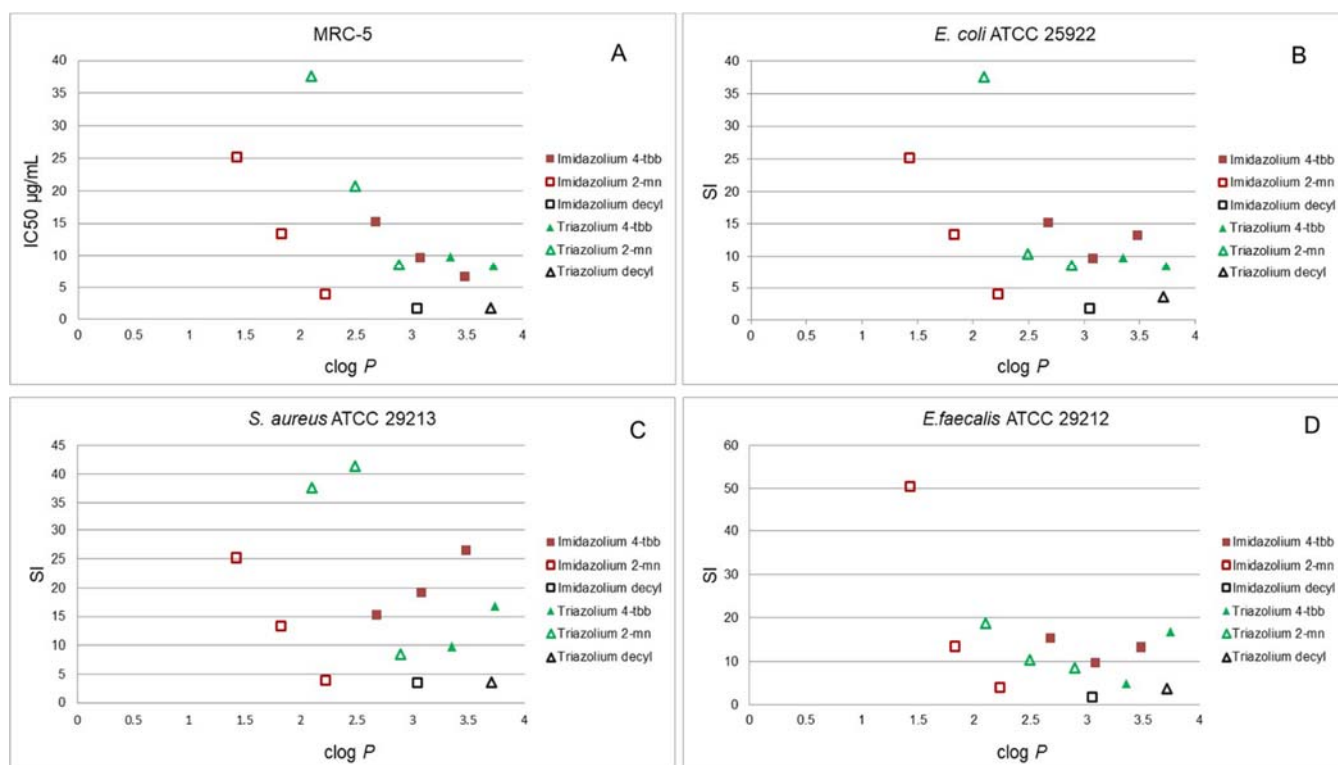 MRC-5
A
40
35
30
25
20
15
10
5
0
IC50 µg/mL
0 0.5 1 1.5 2 2.5 3 3.5 4
clog P
Imidazolium 4-tbb
Imidazolium 2-mn
Imidazolium decyl
Triazolium 4-tbb
Triazolium 2-mn
Triazolium decyl
E. coli ATCC 25922
B
40
35
30
25
20
15
10
5
0
SI
0 0.5 1 1.5 2 2.5 3 3.5 4
clog P
Imidazolium 4-tbb
Imidazolium 2-mn
Imidazolium decyl
Triazolium 4-tbb
Triazolium 2-mn
Triazolium decyl
S. aureus ATCC 29213
C
45
40
35
30
25
20
15
10
5
0
SI
0 0.5 1 1.5 2 2.5 3 3.5 4
clog P
Imidazolium 4-tbb
Imidazolium 2-mn
Imidazolium decyl
Triazolium 4-tbb
Triazolium 2-mn
Triazolium decyl
E.faecalis ATCC 29212
D
60
50
40
30
20
10
0
SI
0 0.5 1 1.5 2 2.5 3 3.5 4
clog P
Imidazolium 4-tbb
Imidazolium 2-mn
Imidazolium decyl
Triazolium 4-tbb
Triazolium 2-mn
Triazolium decyl